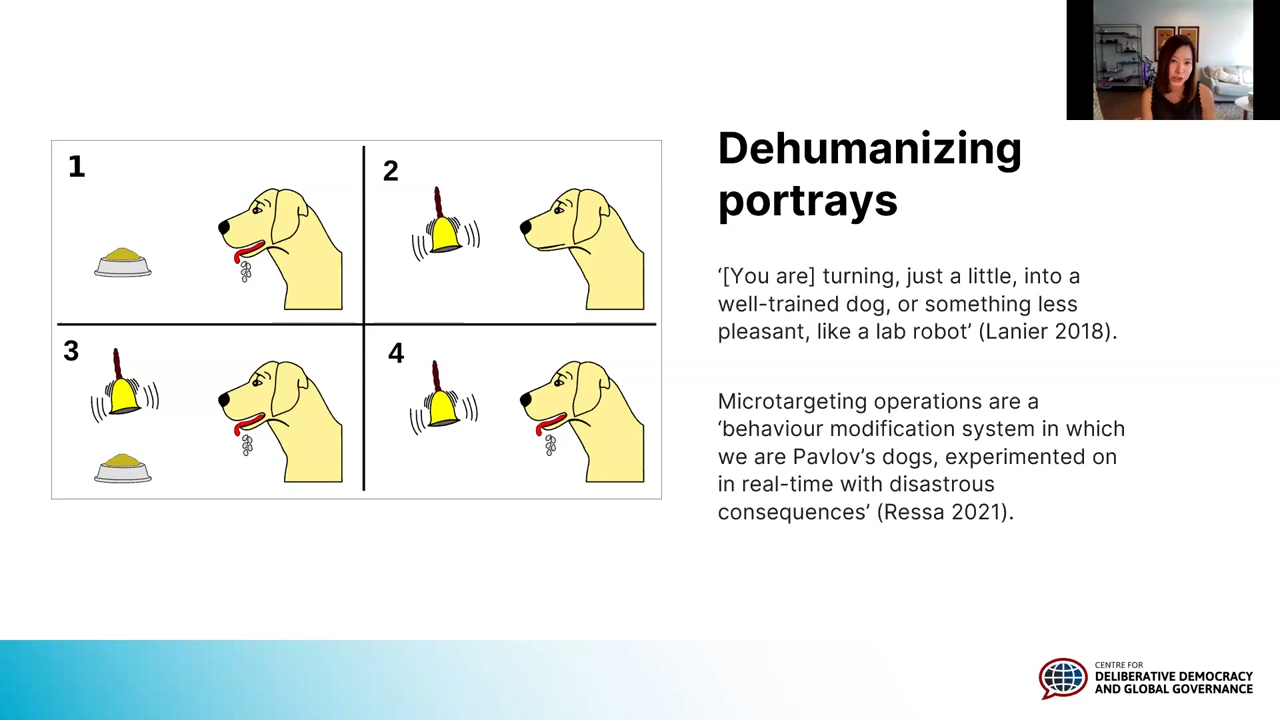 1
2
3
4
Dehumanizing
portrays
‘[You are] turning, just a little, into a
well-trained dog, or something less
pleasant, like a lab robot’ (Lanier 2018).
Microtargeting operations are a
‘behaviour modification system in which
we are Pavlov’s dogs, experimented on
in real-time with disastrous
consequences’ (Ressa 2021).
CENTRE FOR
DELIBERATIVE DEMOCRACY
AND GLOBAL GOVERNANCE